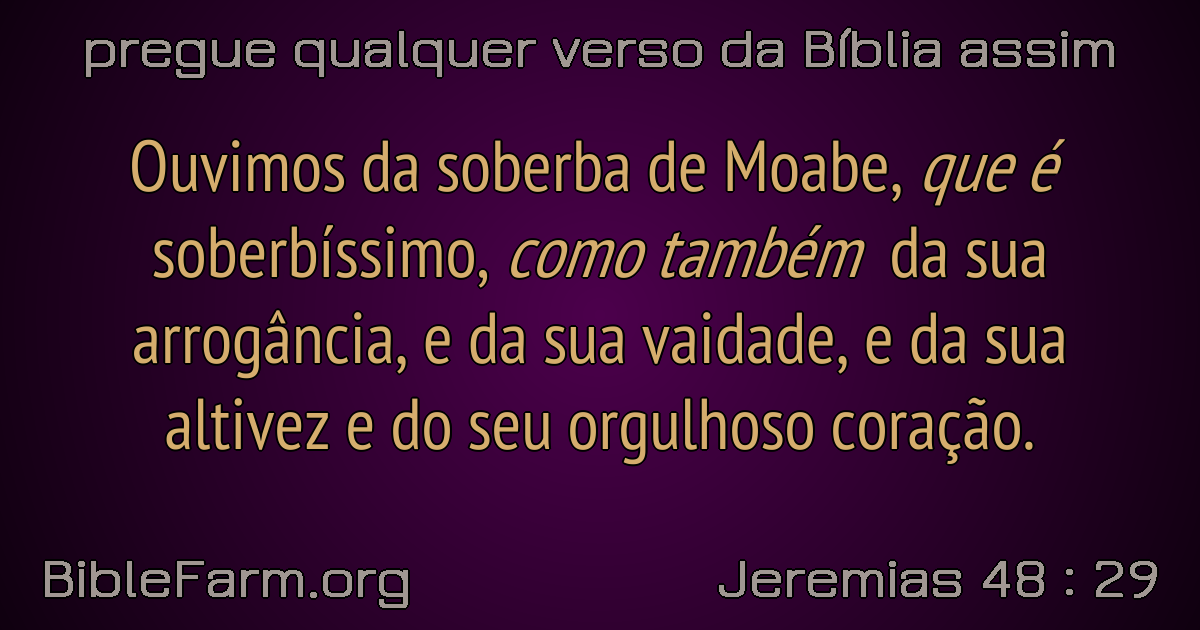 pregue qualquer verso da Bíblia assim
Ouvimos da soberba de Moabe, que é
soberbíssimo, como também da sua
arrogância, e da sua vaidade, e da sua
altivez e do seu orgulhoso coração.
BibleFarm.org
Jeremias 48 : 29